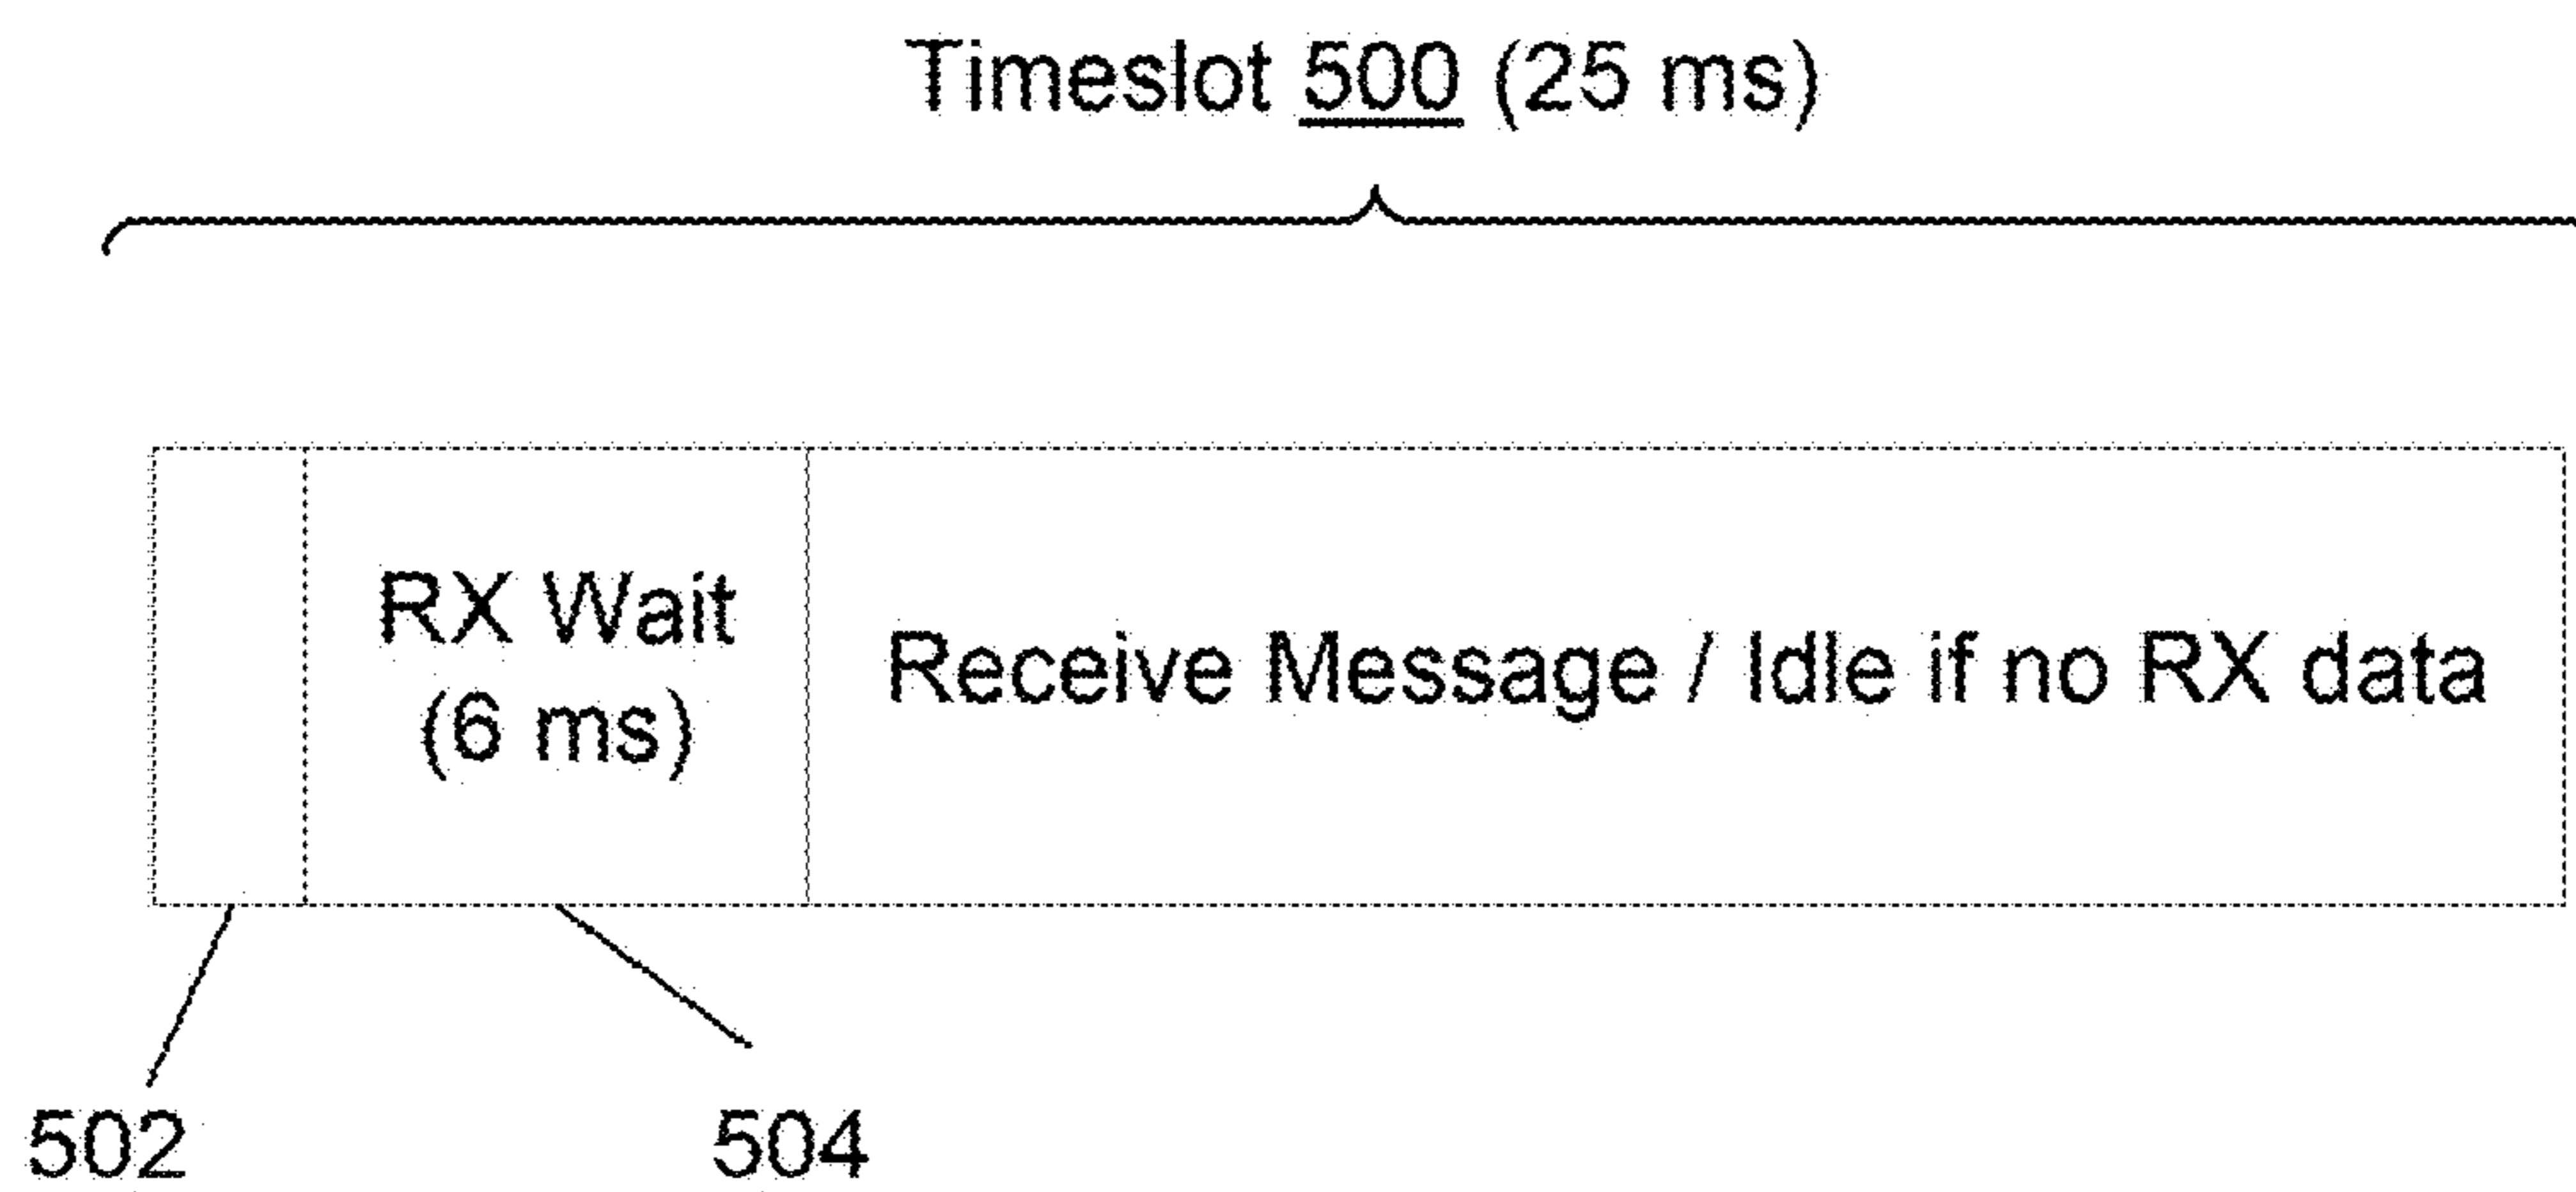 Timeslot 500 (25 ms)
RX Wait
(6 ms)
Receive Message / Idle if no RX data
502
504